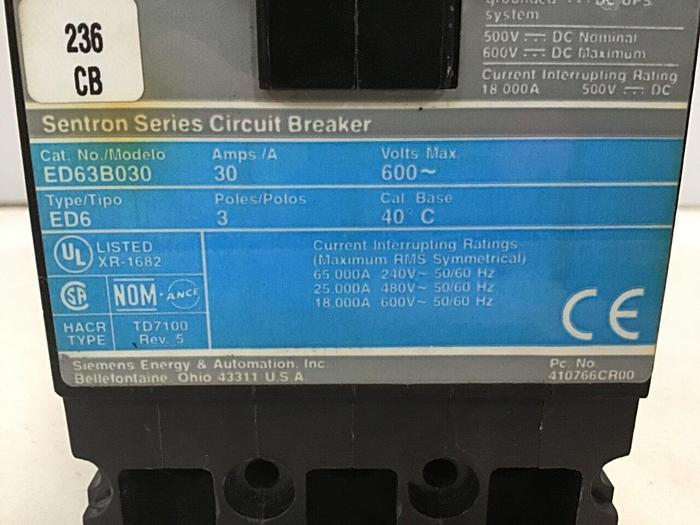 236
CB
grounded DC UPS
system
500V ⎓ DC Nominal
600V ⎓ DC Maximum
Current Interrupting Rating
18 000A 500V ⎓ DC
Sentron Series Circuit Breaker
Cat. No./Modelo Amps /A Volts Max.
ED63B030 30 600~
Type/Tipo Poles/Polos Cal. Base
ED6 3 40° C
UL LISTED
XR-1682
Current Interrupting Ratings
(Maximum RMS Symmetrical)
65.000A 240V~ 50/60 Hz
25.000A 480V~ 50/60 Hz
18.000A 600V~ 50/60 Hz
SA NOM-ANCE
CE
HACR TD7100
TYPE Rev. 5
Siemens Energy & Automation, Inc. Pc. No.
Bellefontaine, Ohio 43311 U.S.A. 410766CR00